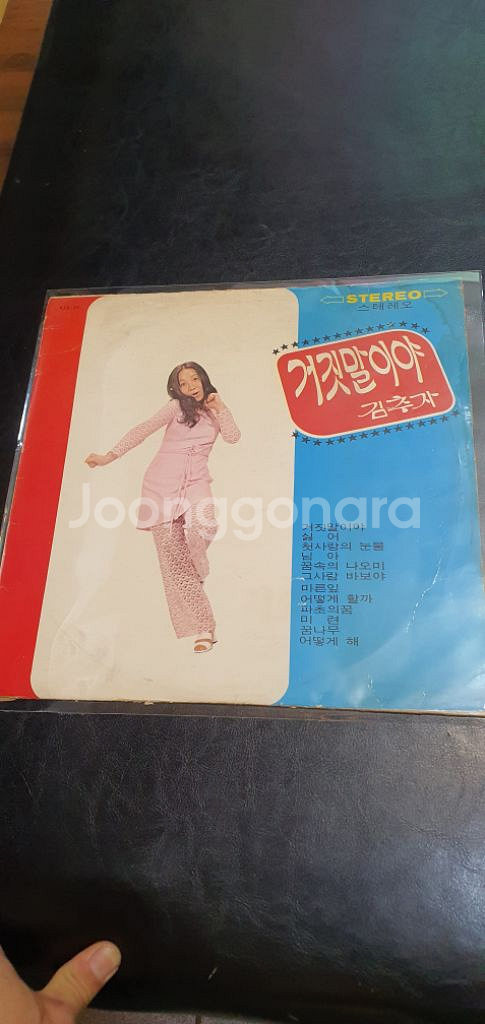 STEREO
스테레오
거짓말이야
김추자
Joonggonara
거짓말이야
싫 어
첫사랑의 눈물
님 아
꿈속의 나오미
그사람 바보야
마른잎
어떻게 할까
파초의꿈
미 련
꿈나무
어떻게 해